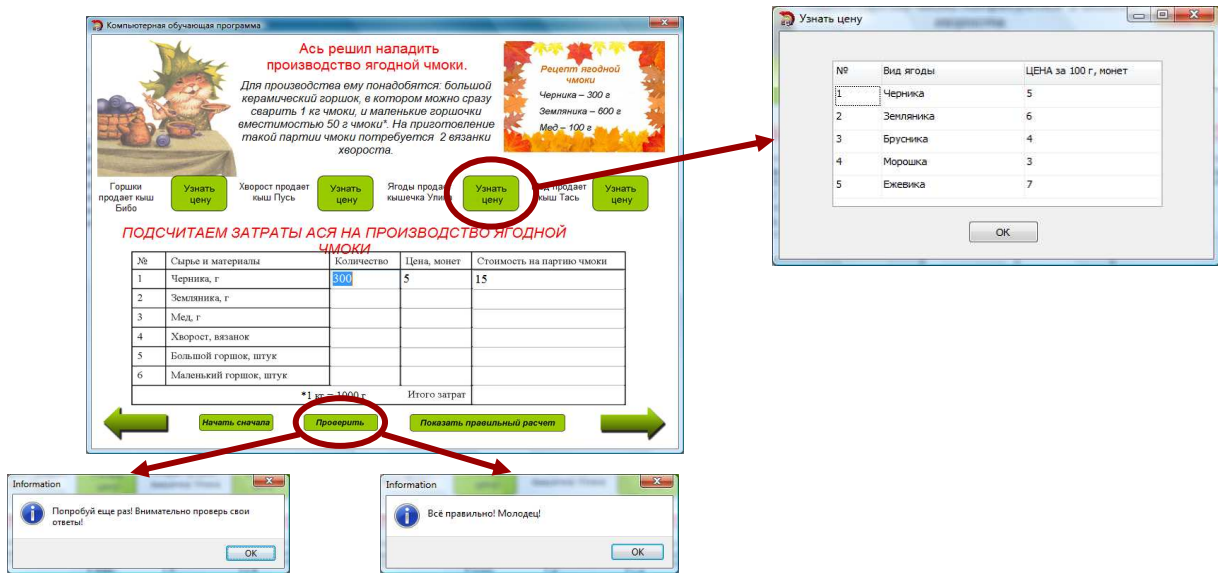 Компьютерная обучающая программа
Ась решил наладить
производство ягодной чмоки.
Для производства ему понадобятся: большой
керамический горшок, в котором можно сразу
сварить 1 кг чмоки, и маленькие горшочки
вместимостью 50 г чмоки*. На приготовление
такой партии чмоки потребуется 2 вязанки
хвороста.
Рецепт ягодной
чмоки
Черника – 300 г
Земляника – 600 г
Мед – 100 г
Горшки
продает кыш
Бибо
Узнать
цену
Хворост продает
кыш Пусь
Узнать
цену
Ягоды продает
кышечка Улика
Узнать
цену
продает
кыш Тась
Узнать
цену
ПОДСЧИТАЕМ ЗАТРАТЫ АСЯ НА ПРОИЗВОДСТВО ЯГОДНОЙ
ЧМОКИ
№ Сырье и материалы Количество Цена, монет Стоимость на партию чмоки
1 Черника, г 300 5 15
2 Земляника, г
3 Мед, г
4 Хворост, вязанок
5 Большой горшок, штук
6 Маленький горшок, штук
*1 кг = 1000 г Итого затрат
Начать сначала Проверить Показать правильный расчет
Узнать цену
№ Вид ягоды ЦЕНА за 100 г, монет
1 Черника 5
2 Земляника 6
3 Брусника 4
4 Морошка 3
5 Ежевика 7
OK
Information
Попробуй еще раз! Внимательно проверь свои
ответы!
OK
Information
Всё правильно! Молодец!
OK